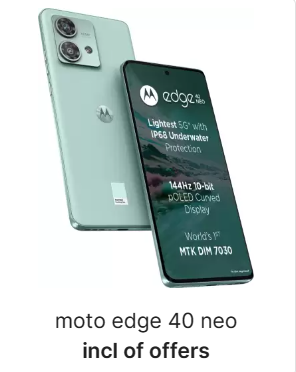 edge 40 NEO
Lightest 5G* with
IP68 Underwater
Protection
144Hz 10-bit
pOLED Curved
Display
World's 1ST
MTK DIM 7030
moto edge 40 neo
incl of offers